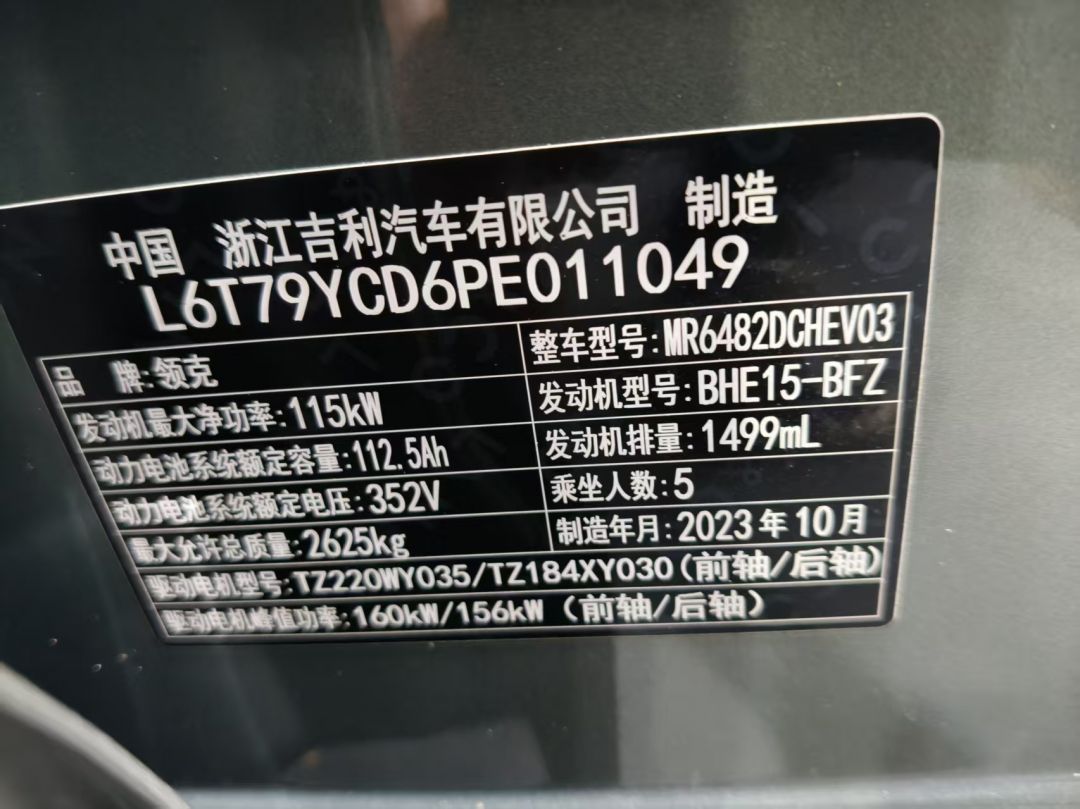 中国 浙江吉利汽车有限公司 制造
L6T79YCD6PE011049
品 牌:领克
整车型号:MR6482DCHEV03
发动机最大净功率:115kW
发动机型号:BHE15-BFZ
动力电池系统额定容量:112.5Ah
发动机排量:1499mL
动力电池系统额定电压:352V
乘坐人数:5
最大允许总质量:2625kg
制造年月:2023年10月
驱动电机型号:TZ220WY035/TZ184XY030(前轴/后轴)
驱动电机峰值功率:160kW/156kW (前轴/后轴)